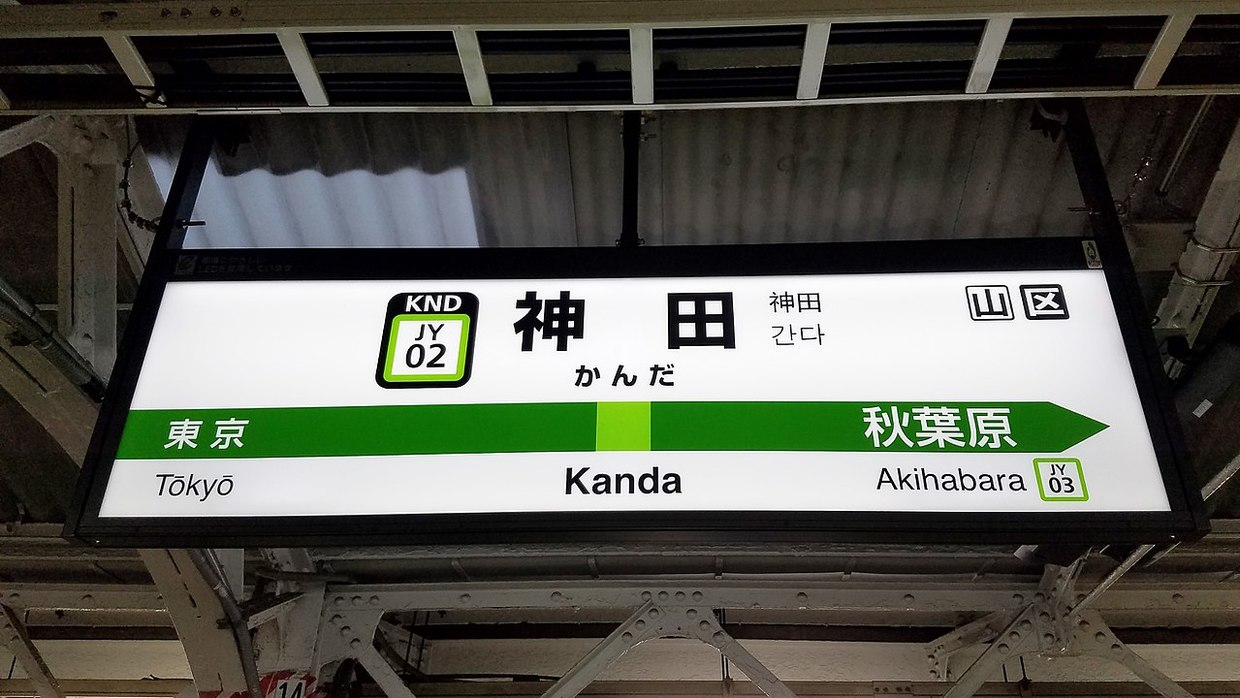 KND
JY
02
神田
かんだ
神田
간다
山 区
東京
秋葉原
Tōkyō
Kanda
Akihabara
JY
03
14